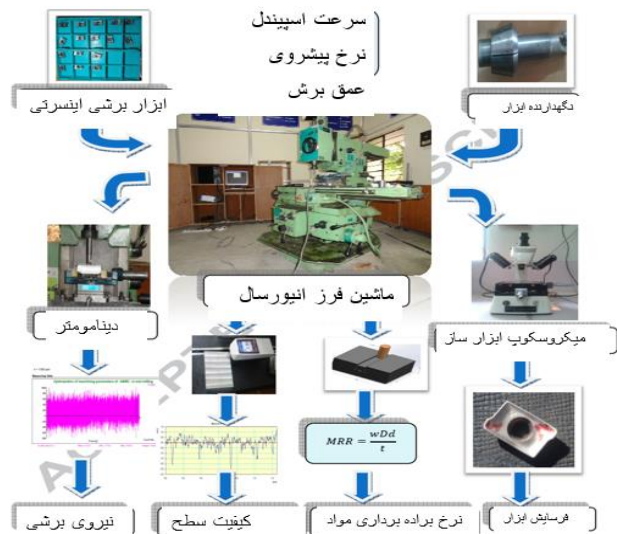 سرعت اسپیندل
نرخ پیشروی
عمق برش
ابزار برشی اینسرتی
نگهدارنده ابزار
ماشین فرز انیورسال
دینامومتر
میکروسکوپ ابزار ساز
MRR = wDd / t
نیروی برشی
کیفیت سطح
نرخ براده برداری مواد
فرسایش ابزار